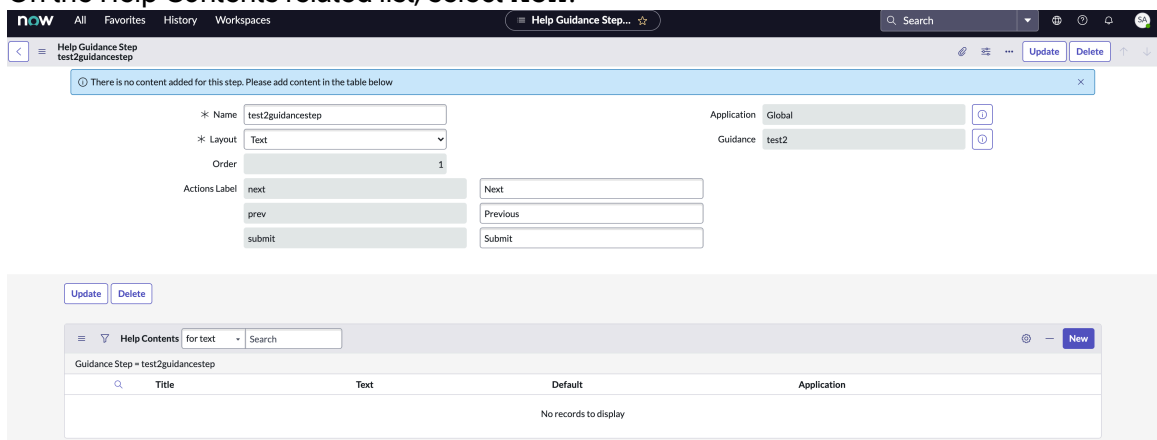 On the Help Contents related list, select New.
now All Favorites History Workspaces Help Guidance Step... Search SA
Help Guidance Step
test2guidancestep
Update Delete
There is no content added for this step. Please add content in the table below
* Name test2guidancestep Application Global
* Layout Text Guidance test2
Order 1
Actions Label next Next
prev Previous
submit Submit
Update Delete
Help Contents for text Search New
Guidance Step = test2guidancestep
Title Text Default Application
No records to display